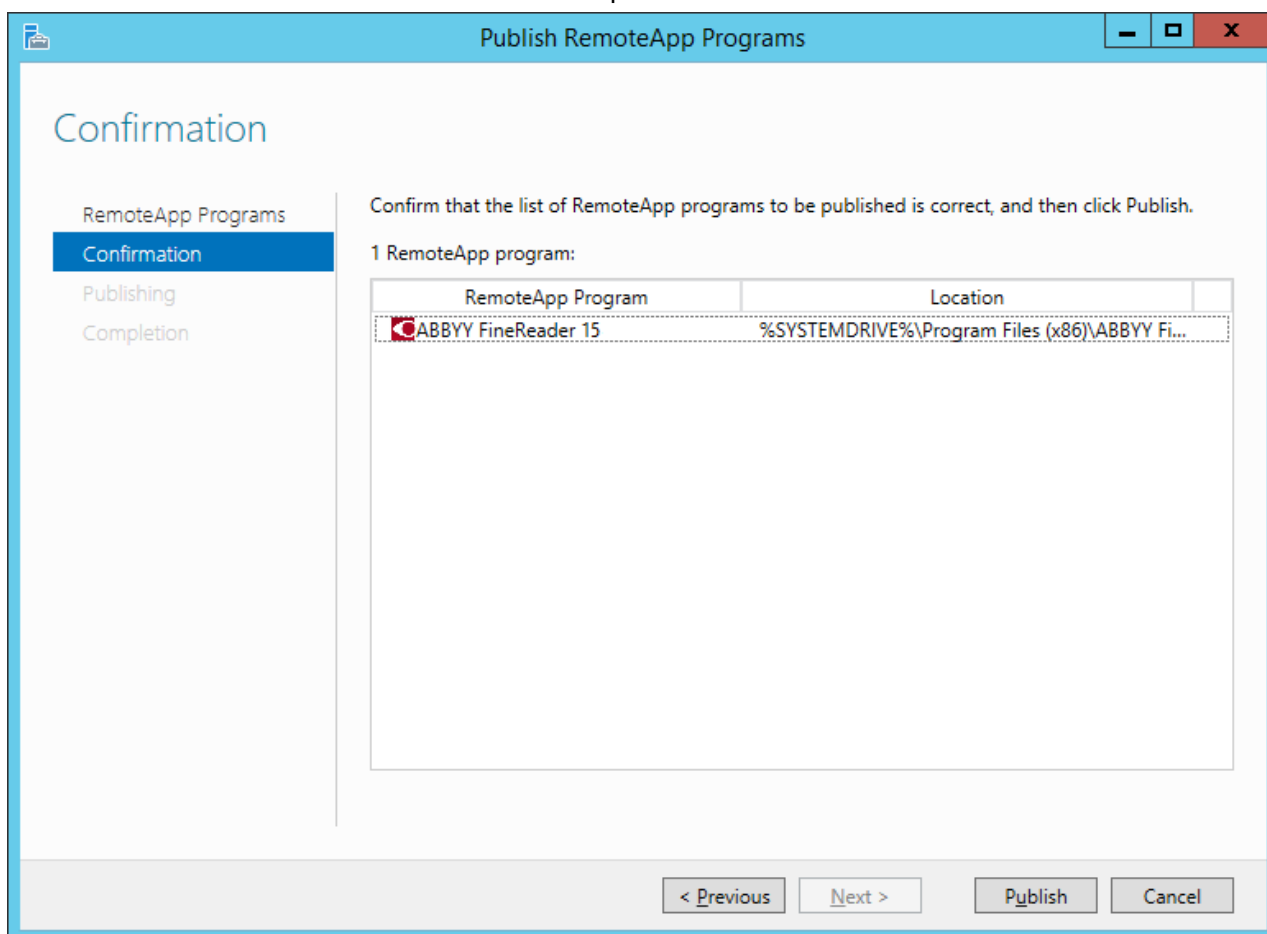 Publish RemoteApp Programs
Confirmation
RemoteApp Programs
Confirmation
Publishing
Completion
Confirm that the list of RemoteApp programs to be published is correct, and then click Publish.
1 RemoteApp program:
RemoteApp Program Location
ABBYY FineReader 15 %SYSTEMDRIVE%\Program Files (x86)\ABBYY Fi...
< Previous Next > Publish Cancel